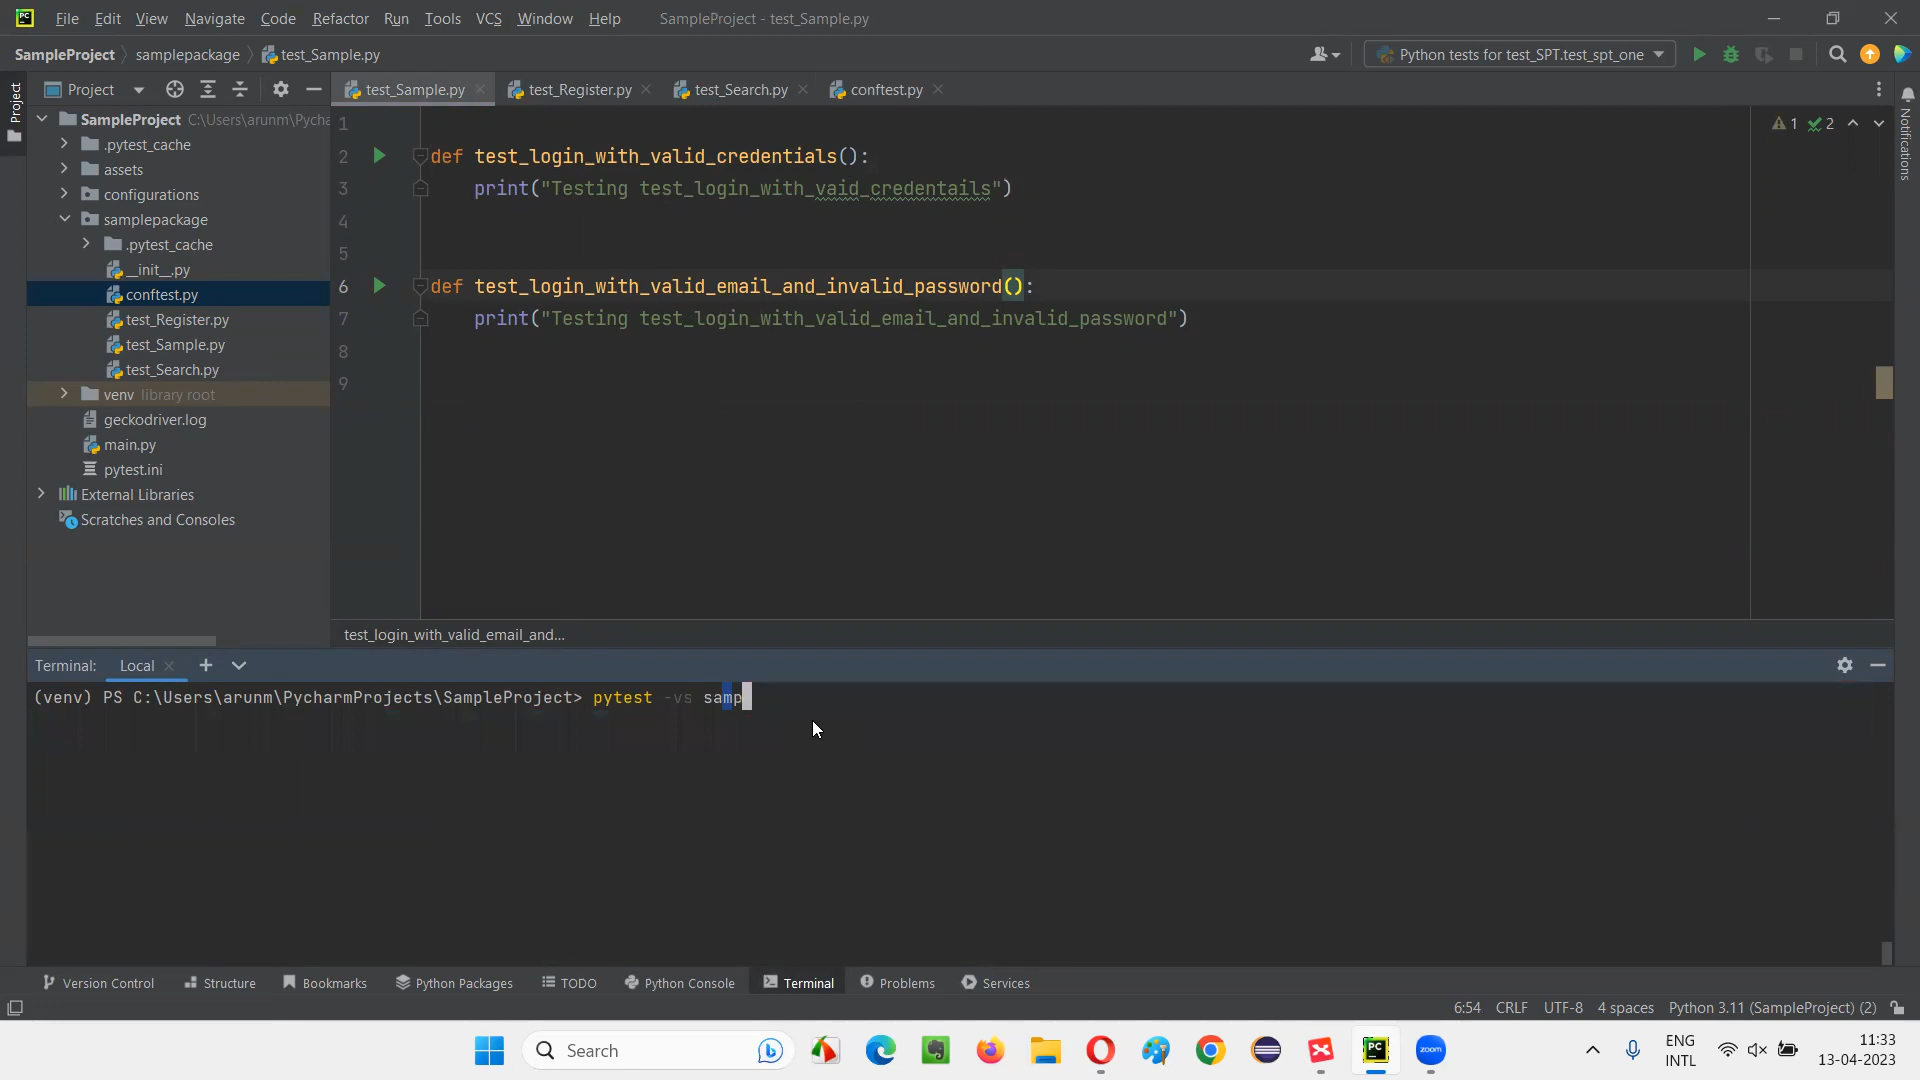 File Edit View Navigate Code Refactor Run Tools VCS Window Help SampleProject - test_Sample.py
SampleProject samplepackage test_Sample.py Python tests for test_SPT.test_spt_one
Project
Project
test_Sample.py test_Register.py test_Search.py conftest.py
Notifications
SampleProject C:\Users\arunm\Pycha
.pytest_cache
assets
configurations
samplepackage
.pytest_cache
__init__.py
conftest.py
test_Register.py
test_Sample.py
test_Search.py
venv library root
geckodriver.log
main.py
pytest.ini
External Libraries
Scratches and Consoles
1
1 2
2 def test_login_with_valid_credentials():
3 print("Testing test_login_with_vaid_credentails")
4
5
6 def test_login_with_valid_email_and_invalid_password():
7 print("Testing test_login_with_valid_email_and_invalid_password")
8
9
test_login_with_valid_email_and...
Terminal: Local
(venv) PS C:\Users\arunm\PycharmProjects\SampleProject> pytest -vs samp
Version Control Structure Bookmarks Python Packages TODO Python Console Terminal Problems Services
6:54 CRLF UTF-8 4 spaces Python 3.11 (SampleProject) (2)
Search
PC
zoom
ENG
INTL
11:33
13-04-2023